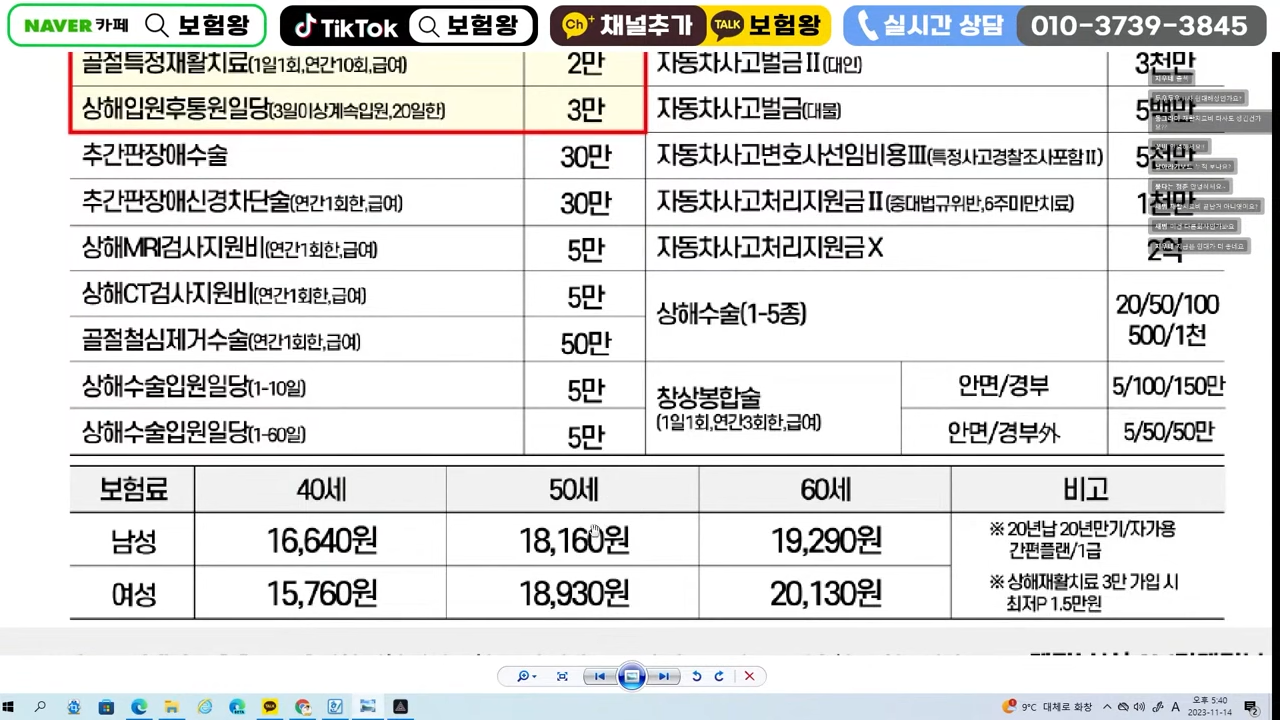 NAVER 카페 보험왕
TikTok 보험왕
Ch+ 채널추가 TALK 보험왕
실시간 상담 010-3739-3845
골절특정재활치료(1일1회,연간10회,급여) 2만 자동차사고벌금Ⅱ(대인) 3천만
상해입원후통원일당(3일이상계속입원,20일한) 3만 자동차사고벌금(대물) 5백만
추간판장애수술 30만 자동차사고변호사선임비용Ⅲ(특정사고경찰조사포함Ⅱ) 5천만
추간판장애신경차단술(연간1회한,급여) 30만 자동차사고처리지원금Ⅱ(중대법규위반,6주미만치료) 1천만
상해MRI검사지원비(연간1회한,급여) 5만 자동차사고처리지원금Ⅹ 2억
상해CT검사지원비(연간1회한,급여) 5만
상해수술(1-5종) 20/50/100
500/1천
골절철심제거수술(연간1회한,급여) 50만
상해수술입원일당(1-10일) 5만
창상봉합술
(1일1회,연간3회한,급여)
안면/경부 5/100/150만
상해수술입원일당(1-60일) 5만
안면/경부外 5/50/50만
보험료 40세 50세 60세 비고
남성 16,640원 18,160원 19,290원
여성 15,760원 18,930원 20,130원
※ 20년납 20년만기/자가용
간편플랜/1급
※ 상해재활치료 3만 가입 시
최저P 1.5만원
9°C 대체로 화창
A
오후 5:40
2023-11-14
2